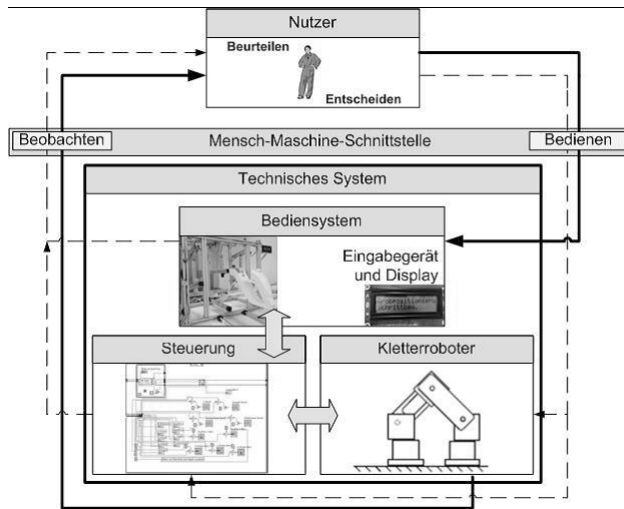 Nutzer
Beurteilen
Entscheiden
Beobachten
Mensch-Maschine-Schnittstelle
Bedienen
Technisches System
Bediensystem
Eingabegerät
und Display
Steuerung
Kletterroboter